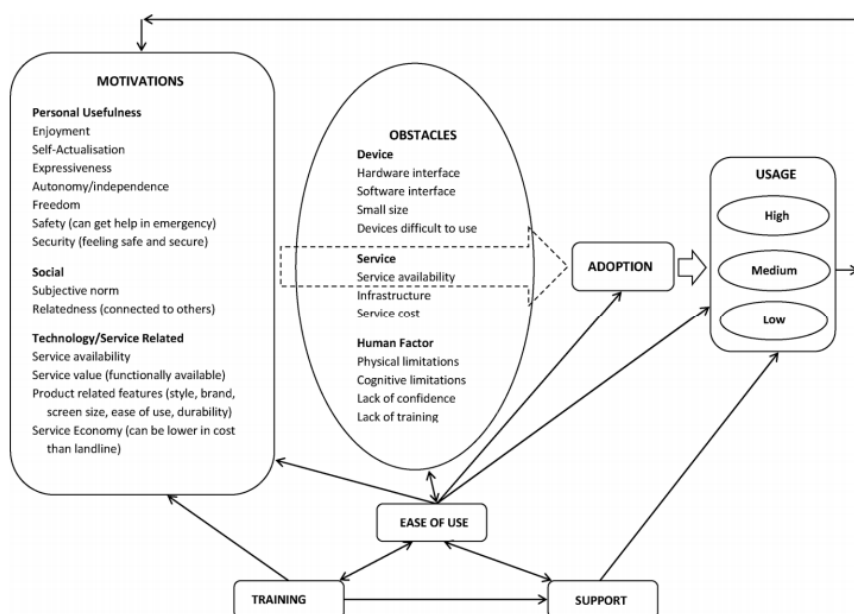 MOTIVATIONS
Personal Usefulness
Enjoyment
Self-Actualisation
Expressiveness
Autonomy/independence
Freedom
Safety (can get help in emergency)
Security (feeling safe and secure)
Social
Subjective norm
Relatedness (connected to others)
Technology/Service Related
Service availability
Service value (functionally available)
Product related features (style, brand,
screen size, ease of use, durability)
Service Economy (can be lower in cost
than landline)
OBSTACLES
Device
Hardware interface
Software interface
Small size
Devices difficult to use
Service
Service availability
Infrastructure
Service cost
Human Factor
Physical limitations
Cognitive limitations
Lack of confidence
Lack of training
ADOPTION
USAGE
High
Medium
Low
EASE OF USE
TRAINING
SUPPORT